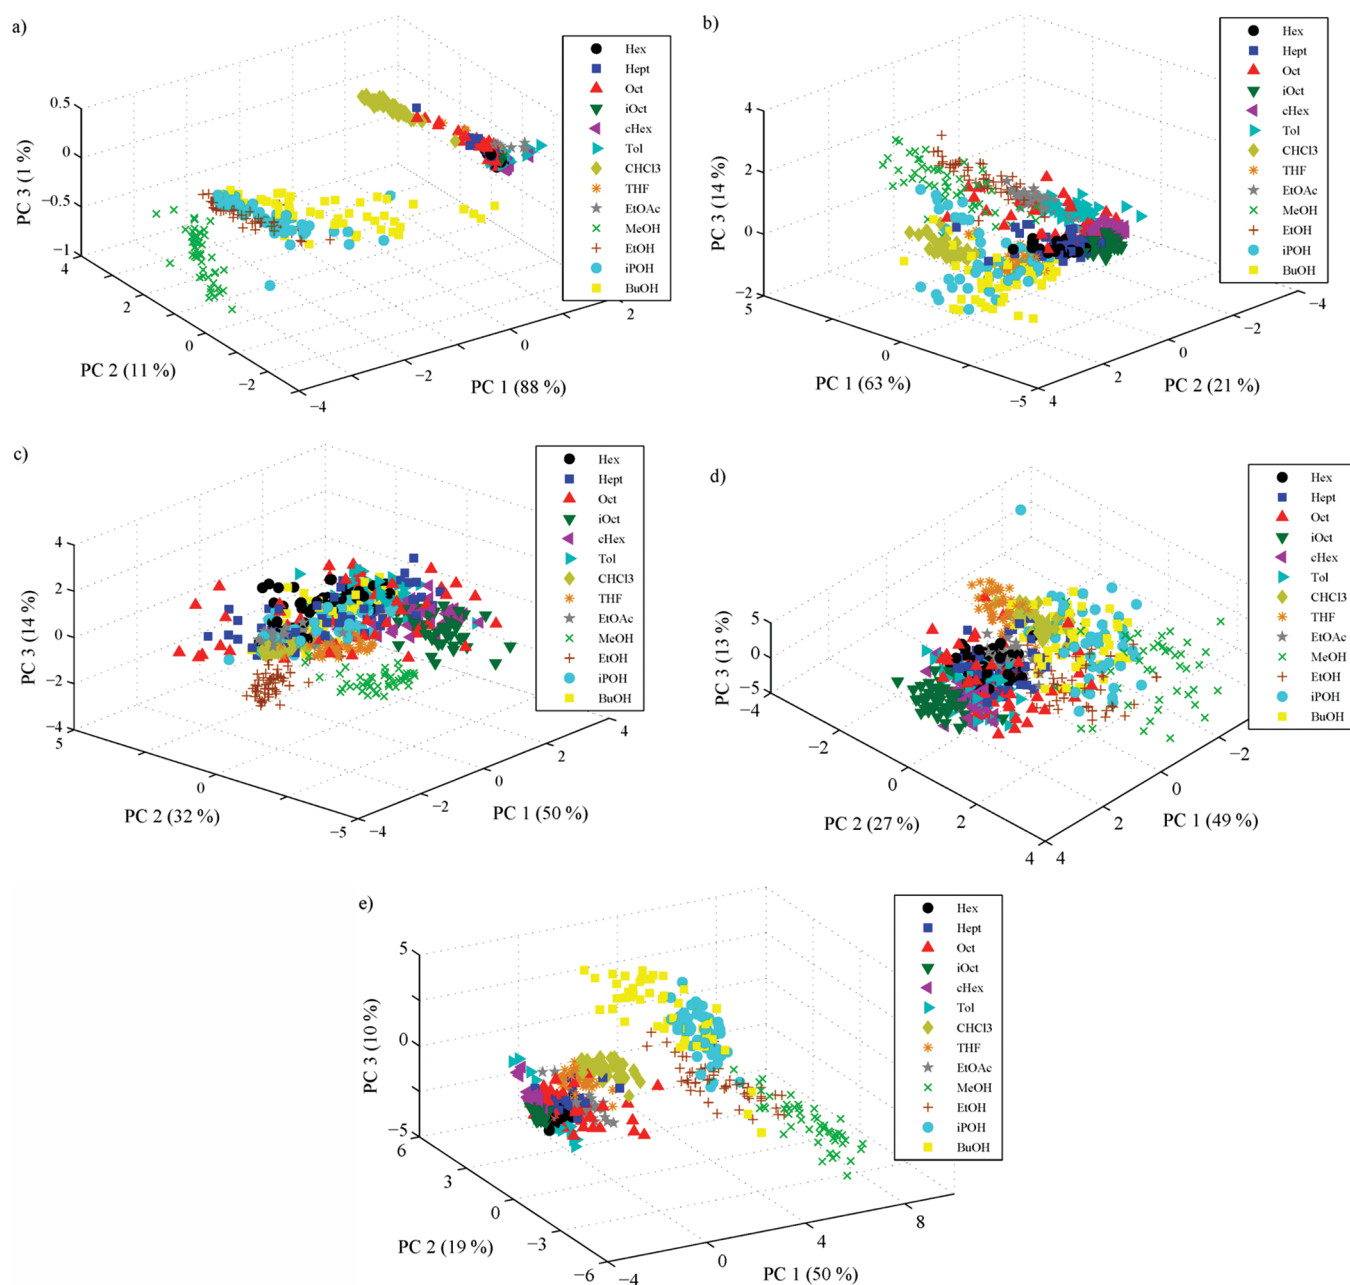 a)
Hex
Hept
Oct
iOct
cHex
Tol
CHCl3
THF
EtOAc
MeOH
EtOH
iPOH
BuOH
PC 3 (1 %)
0.5
0
−0.5
−1
4
2
0
−2
−4
PC 2 (11 %)
−2
0
2
PC 1 (88 %)
b)
Hex
Hept
Oct
iOct
cHex
Tol
CHCl3
THF
EtOAc
MeOH
EtOH
iPOH
BuOH
PC 3 (14 %)
4
2
0
−2
5
0
−5
PC 1 (63 %)
4
2
0
−2
−4
PC 2 (21 %)
c)
Hex
Hept
Oct
iOct
cHex
Tol
CHCl3
THF
EtOAc
MeOH
EtOH
iPOH
BuOH
PC 3 (14 %)
4
2
0
−2
−4
5
0
−5
PC 2 (32 %)
−4
−2
0
2
4
PC 1 (50 %)
d)
Hex
Hept
Oct
iOct
cHex
Tol
CHCl3
THF
EtOAc
MeOH
EtOH
iPOH
BuOH
PC 3 (13 %)
5
0
−5
−4
−2
0
2
4
PC 2 (27 %)
4
2
0
−2
PC 1 (49 %)
e)
Hex
Hept
Oct
iOct
cHex
Tol
CHCl3
THF
EtOAc
MeOH
EtOH
iPOH
BuOH
PC 3 (10 %)
5
0
−5
6
3
0
−3
−6
PC 2 (19 %)
−4
0
4
8
PC 1 (50 %)